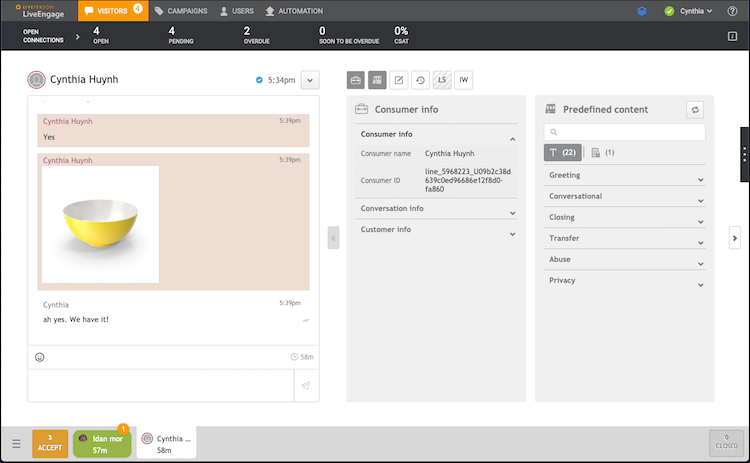 LIVEPERSON
LiveEngage
VISITORS 4
CAMPAIGNS
USERS
AUTOMATION
Cynthia
OPEN
CONNECTIONS
4
OPEN
4
PENDING
2
OVERDUE
0
SOON TO BE OVERDUE
0%
CSAT
Cynthia Huynh
5:34pm
LS
IW
Cynthia Huynh 5:39pm
Yes
Cynthia Huynh 5:39pm
Cynthia 5:39pm
ah yes. We have it!
58m
Consumer info
Consumer info
Consumer name Cynthia Huynh
Consumer ID line_5968223_U09b2c38d
639c0ed96686e12f8d0-
fa860
Conversation info
Customer info
Predefined content
T (22)
(1)
Greeting
Conversational
Closing
Transfer
Abuse
Privacy
3
ACCEPT
1
Idan mor
57m
Cynthia ...
58m
0
CLOSED